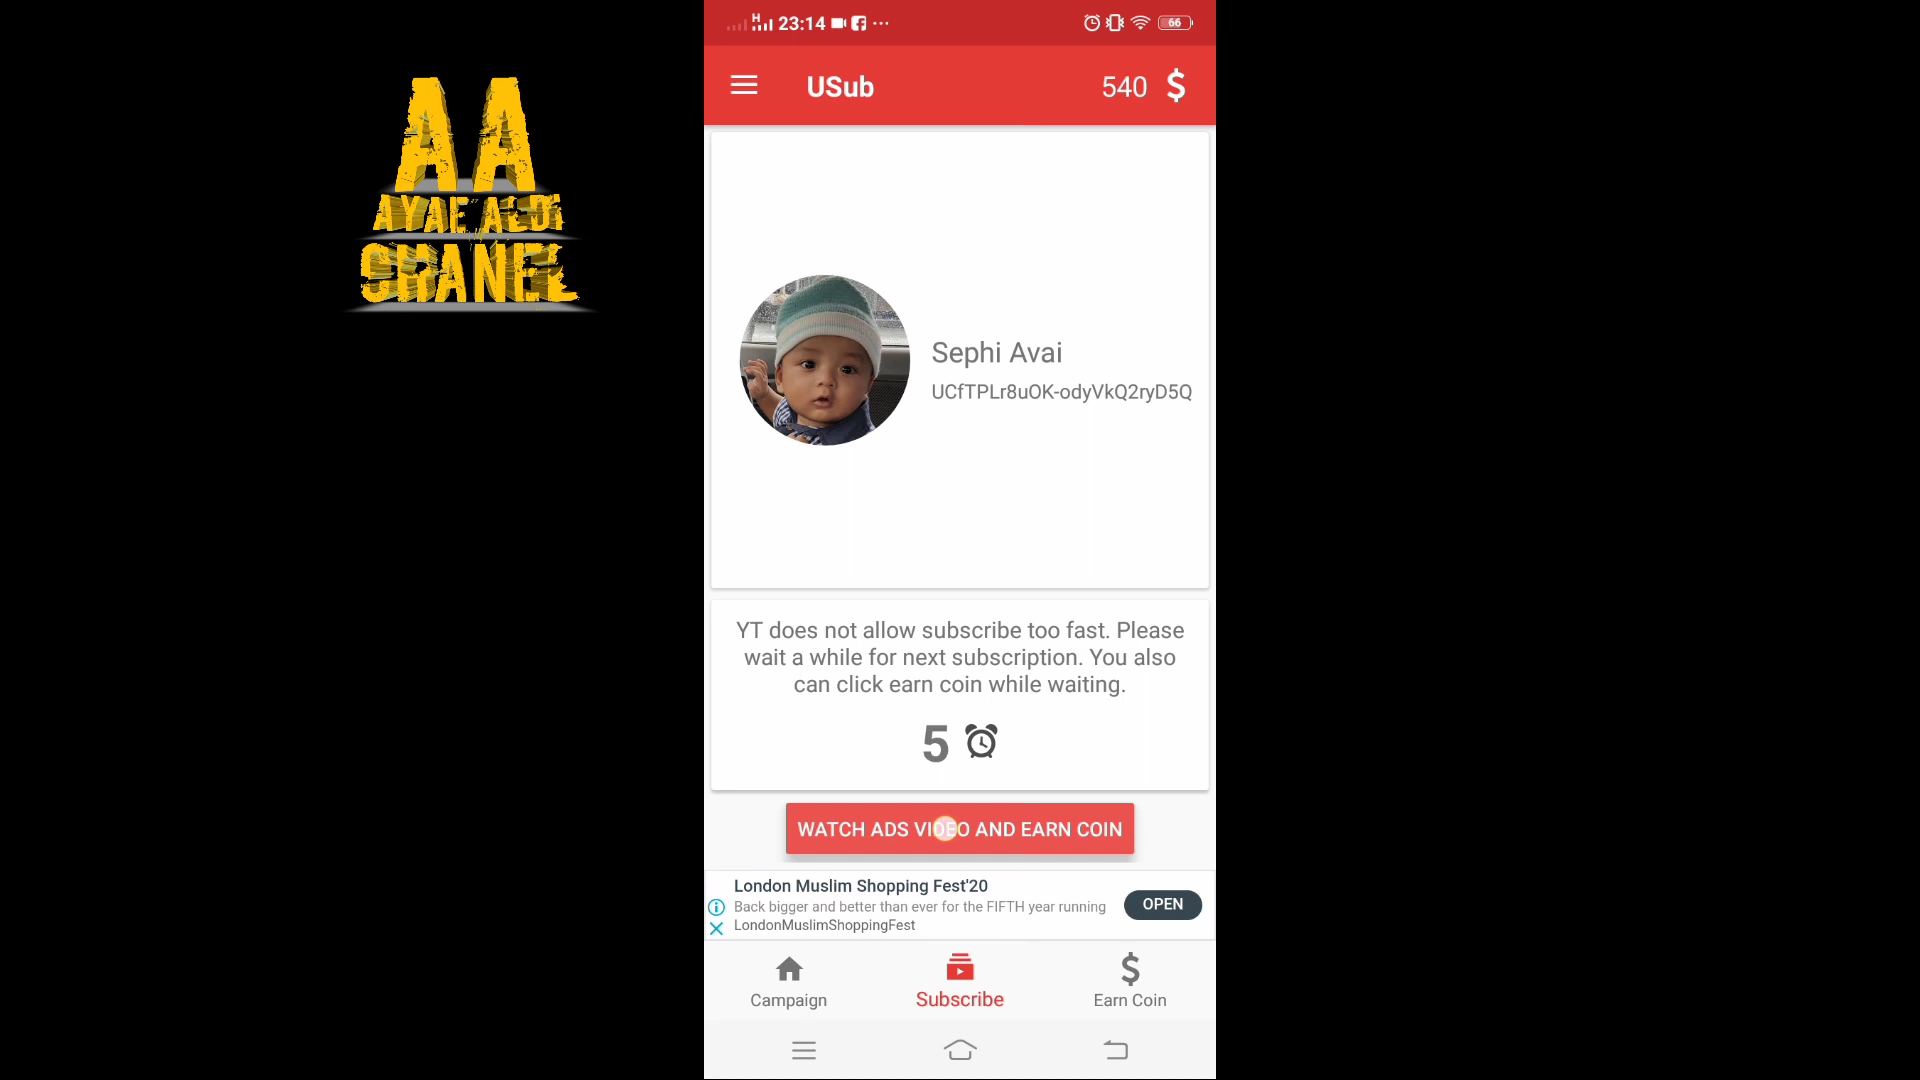 AA
AYAE ALDI
CHANEL
H 23:14 66
USub 540 $
Sephi Avai
UCfTPLr8uOK-odyVkQ2ryD5Q
YT does not allow subscribe too fast. Please
wait a while for next subscription. You also
can click earn coin while waiting.
5
WATCH ADS VIDEO AND EARN COIN
London Muslim Shopping Fest'20
Back bigger and better than ever for the FIFTH year running
LondonMuslimShoppingFest
OPEN
Campaign Subscribe Earn Coin